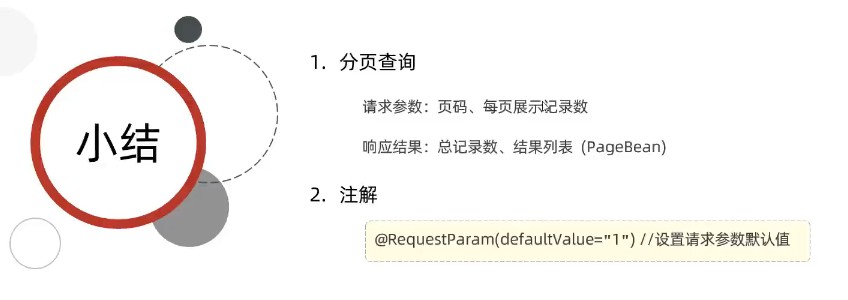 小结
1. 分页查询
请求参数：页码、每页展示记录数
响应结果：总记录数、结果列表 (PageBean)
2. 注解
@RequestParam(defaultValue="1") //设置请求参数默认值